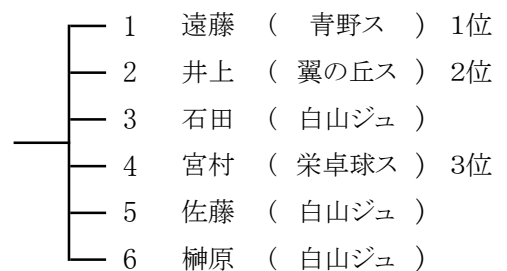 1 遠藤 ( 青野ス ) 1位
2 井上 ( 翼の丘ス ) 2位
3 石田 ( 白山ジュ )
4 宮村 ( 栄卓球ス ) 3位
5 佐藤 ( 白山ジュ )
6 榊原 ( 白山ジュ )